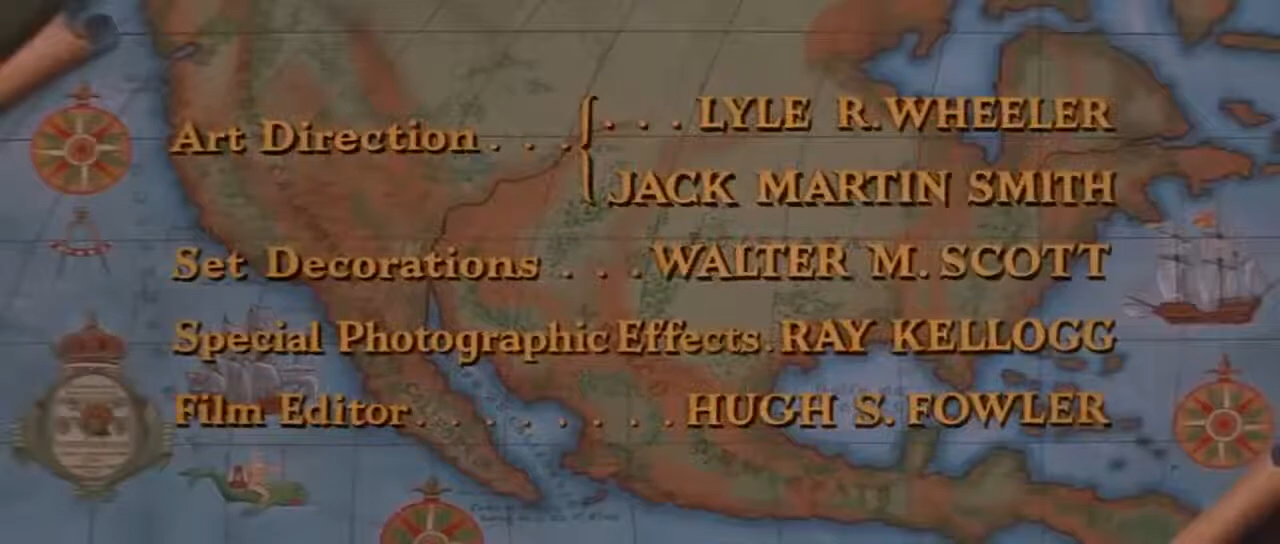 Art Direction . . . . { . . . LYLE R. WHEELER
JACK MARTIN SMITH
Set Decorations . . . WALTER M. SCOTT
Special Photographic Effects . RAY KELLOGG
Film Editor . . . . . . . . HUGH S. FOWLER